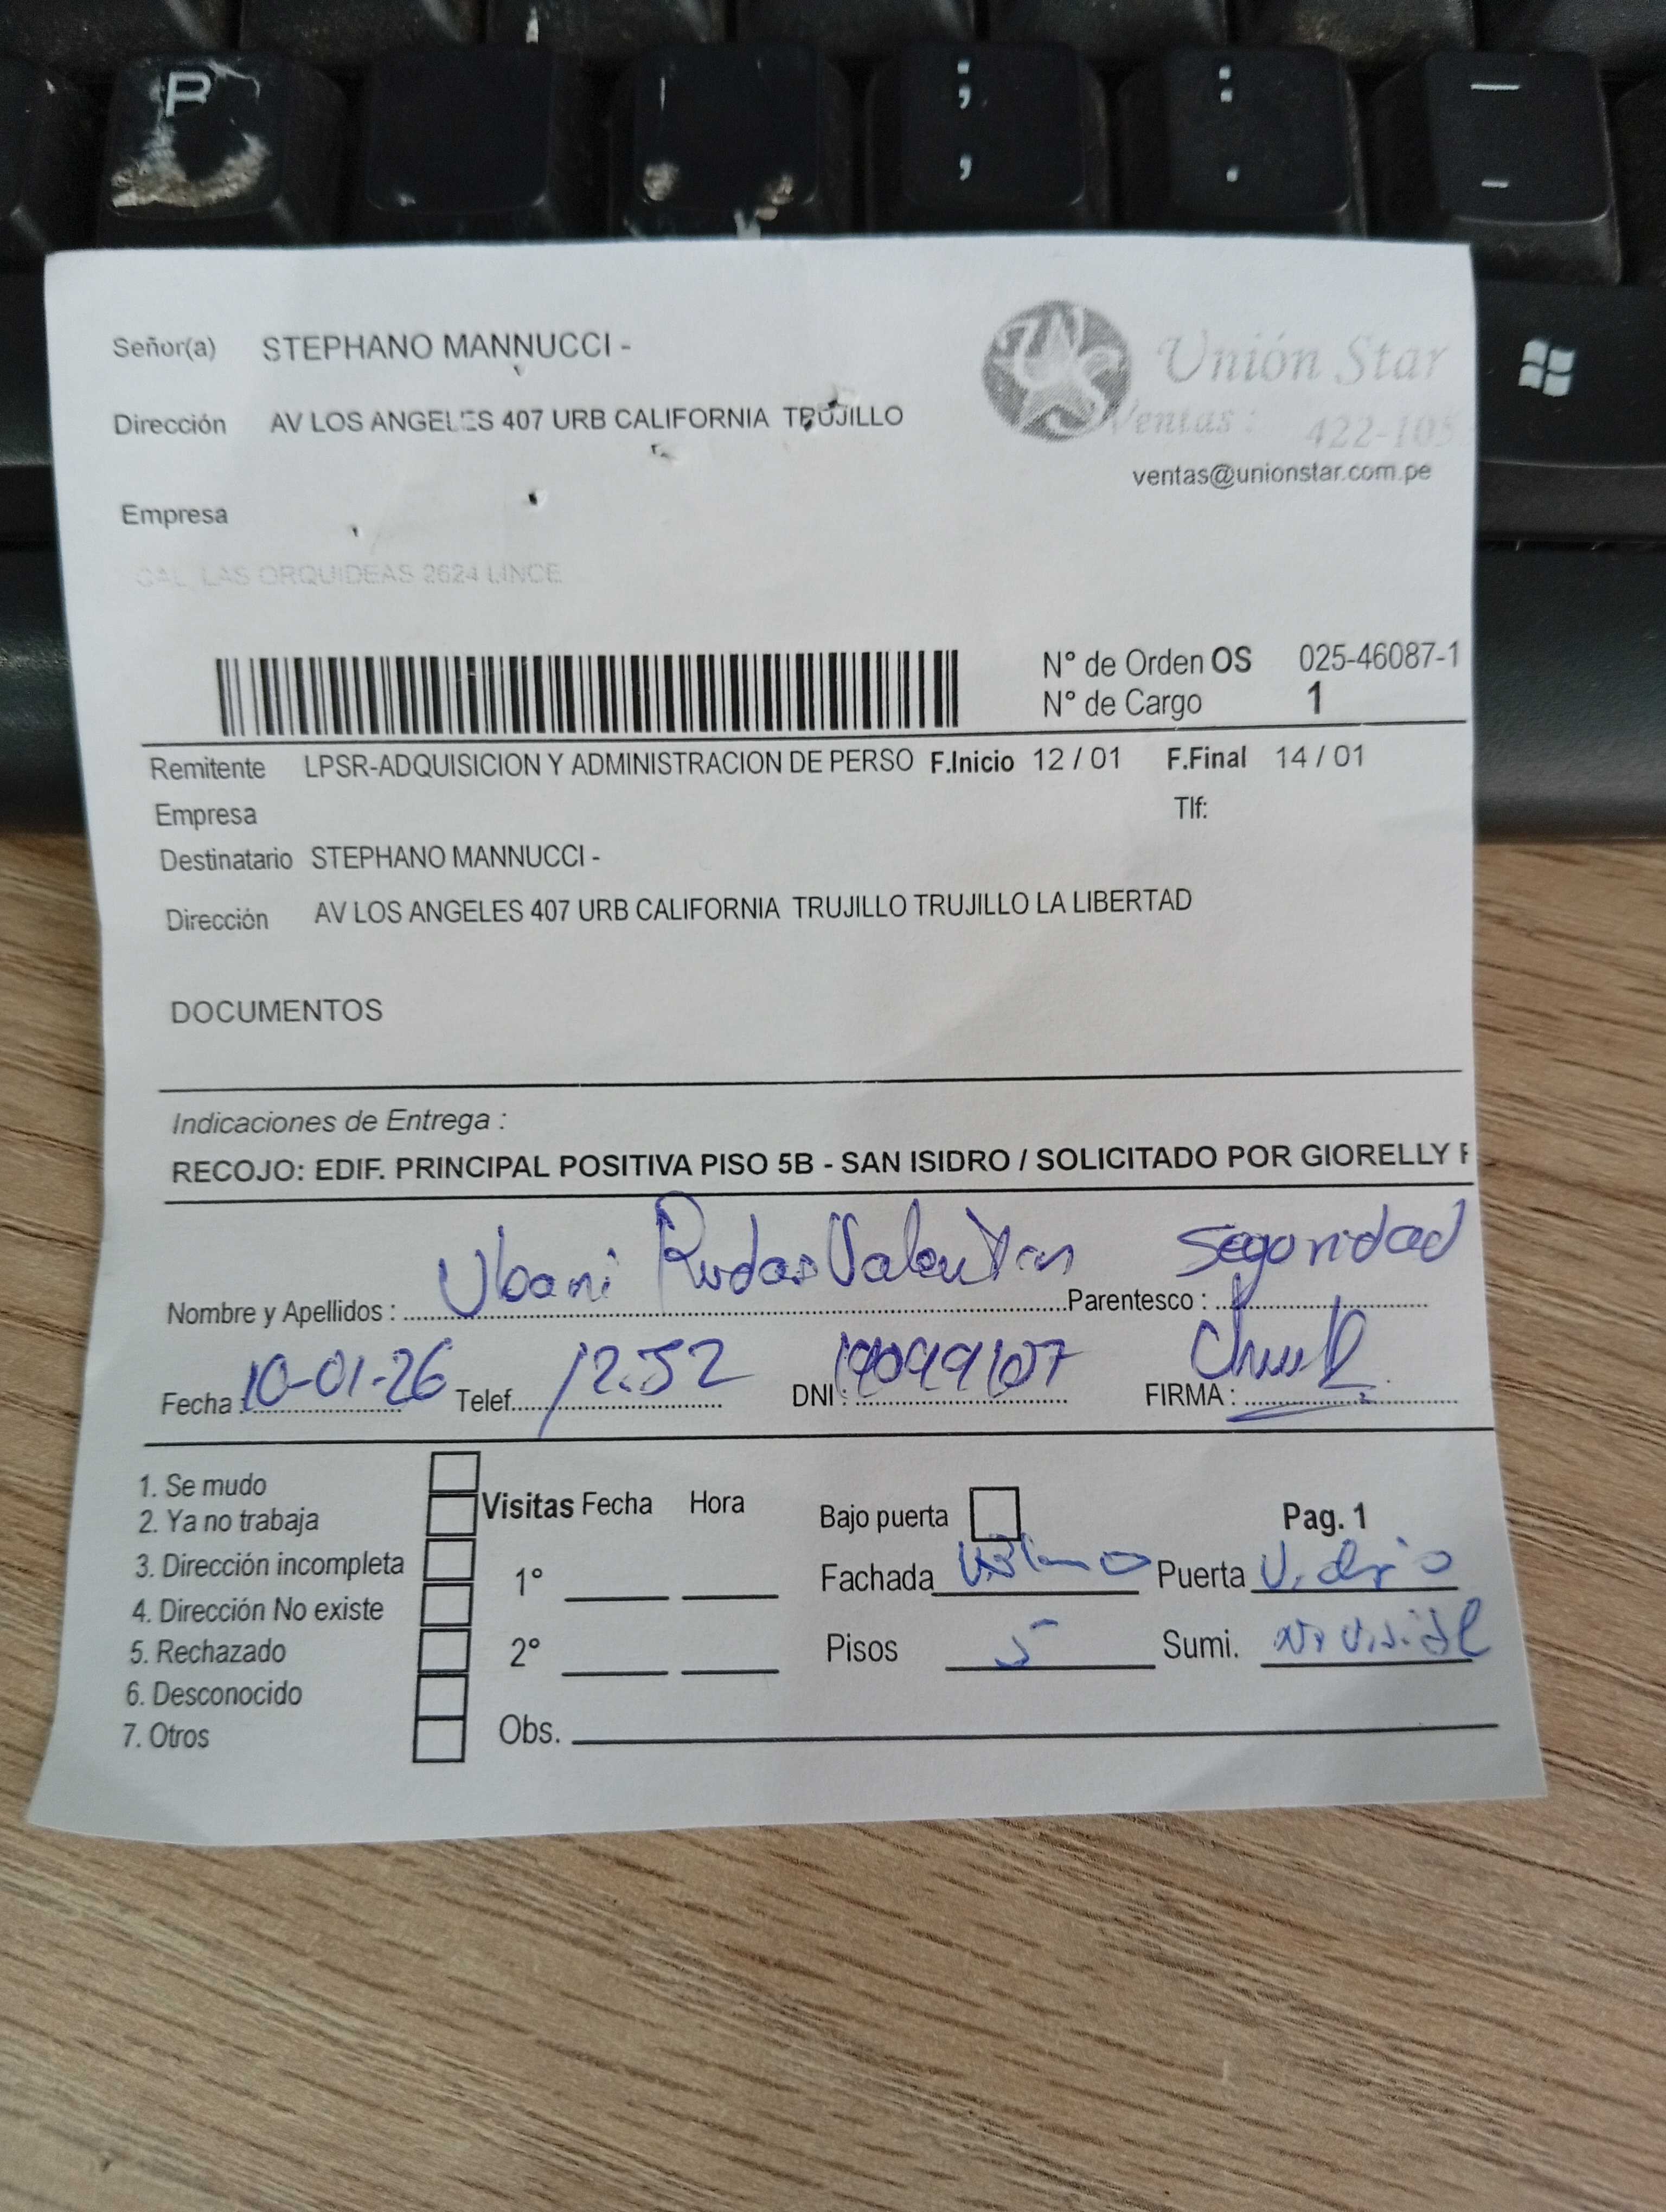 P
; :
, . -
Señor(a) STEPHANO MANNUCCI -
Unión Star
Dirección AV LOS ANGELES 407 URB CALIFORNIA TRUJILLO
Ventas : 422-105
ventas@unionstar.com.pe
Empresa
CAL. LAS ORQUIDEAS 2624 LINCE
N° de Orden OS 025-46087-1
N° de Cargo 1
Remitente LPSR-ADQUISICION Y ADMINISTRACION DE PERSO F.Inicio 12 / 01 F.Final 14 / 01
Empresa Tlf:
Destinatario STEPHANO MANNUCCI -
Dirección AV LOS ANGELES 407 URB CALIFORNIA TRUJILLO TRUJILLO LA LIBERTAD
DOCUMENTOS
Indicaciones de Entrega :
RECOJO: EDIF. PRINCIPAL POSITIVA PISO 5B - SAN ISIDRO / SOLICITADO POR GIORELLY
Nombre y Apellidos : Rudas Valentin Parentesco : Seguridad
Fecha : 10-01-26 Telef. 12:52 DNI : 19099107 FIRMA :
1. Se mudo
2. Ya no trabaja
3. Dirección incompleta
4. Dirección No existe
5. Rechazado
6. Desconocido
7. Otros
Visitas Fecha Hora
1°
2°
Obs.
Bajo puerta Pag. 1
Fachada Puerta Vidrio
Pisos 5 Sumi. No visible